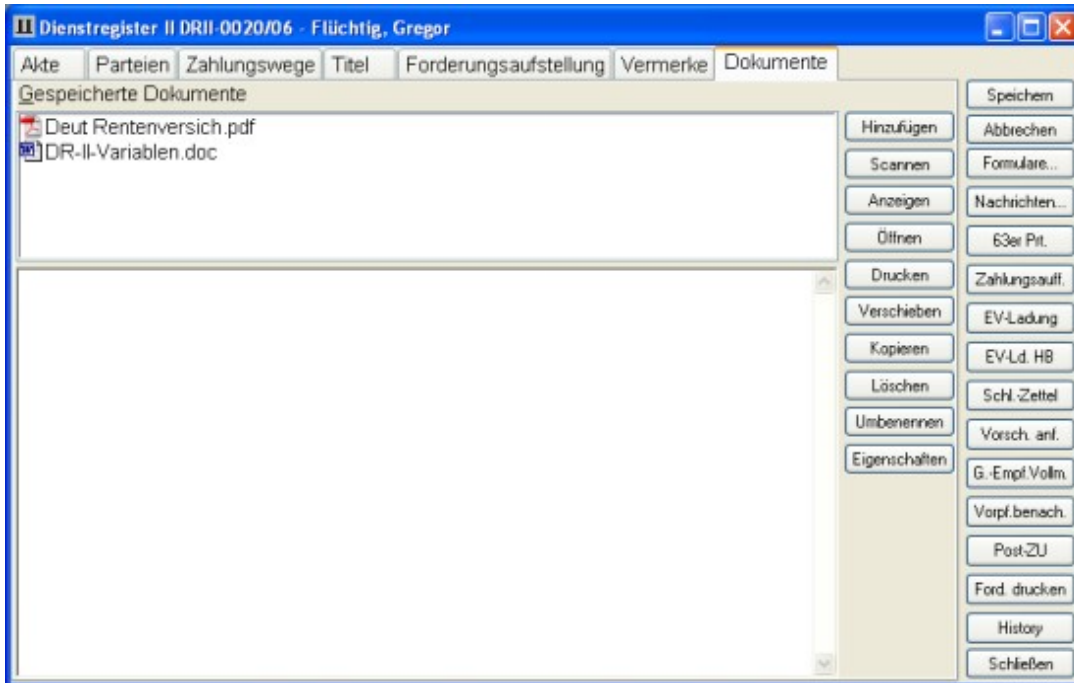 II Dienstregister II DRII-0020/06 - Flüchtig, Gregor
Akte Parteien Zahlungswege Titel Forderungsaufstellung Vermerke Dokumente
Gespeicherte Dokumente
Deut Rentenversich.pdf
DR-II-Variablen.doc
Hinzufügen
Scannen
Anzeigen
Öffnen
Drucken
Verschieben
Kopieren
Löschen
Umbenennen
Eigenschaften
Speichern
Abbrechen
Formulare...
Nachrichten...
63er Prt.
Zahlungsauff.
EV-Ladung
EV-Ld. HB
Schl.-Zettel
Vorsch. anf.
G.-Empf.Vollm.
Vorpf.benach.
Post-ZU
Ford. drucken
History
Schließen